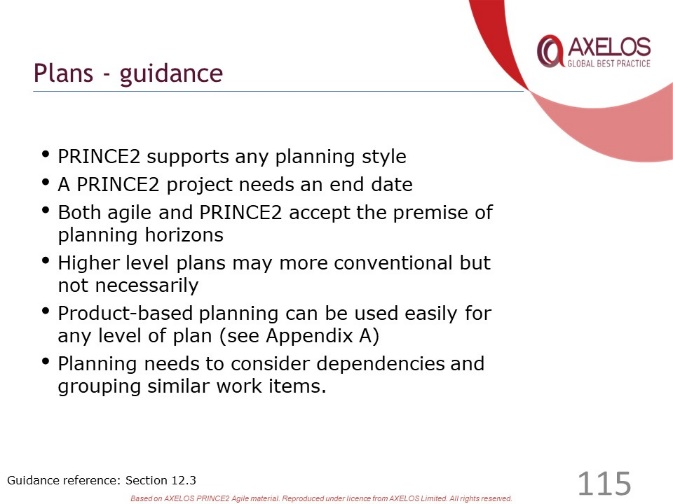 AXELOS
GLOBAL BEST PRACTICE
Plans - guidance
• PRINCE2 supports any planning style
• A PRINCE2 project needs an end date
• Both agile and PRINCE2 accept the premise of
planning horizons
• Higher level plans may more conventional but
not necessarily
• Product-based planning can be used easily for
any level of plan (see Appendix A)
• Planning needs to consider dependencies and
grouping similar work items.
Guidance reference: Section 12.3
115
Based on AXELOS PRINCE2 Agile material. Reproduced under licence from AXELOS Limited. All rights reserved.